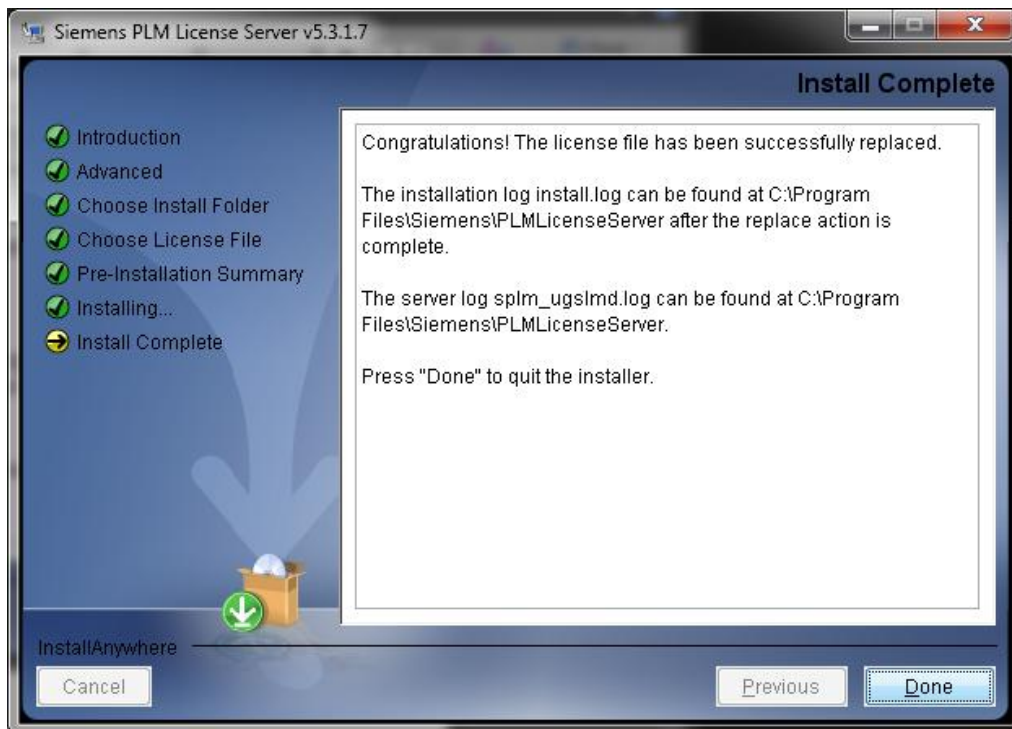 Siemens PLM License Server v5.3.1.7
Install Complete
Introduction
Advanced
Choose Install Folder
Choose License File
Pre-Installation Summary
Installing...
Install Complete
Congratulations! The license file has been successfully replaced.
The installation log install.log can be found at C:\Program
Files\Siemens\PLMLicenseServer after the replace action is
complete.
The server log splm_ugslmd.log can be found at C:\Program
Files\Siemens\PLMLicenseServer.
Press "Done" to quit the installer.
InstallAnywhere
Cancel
Previous
Done